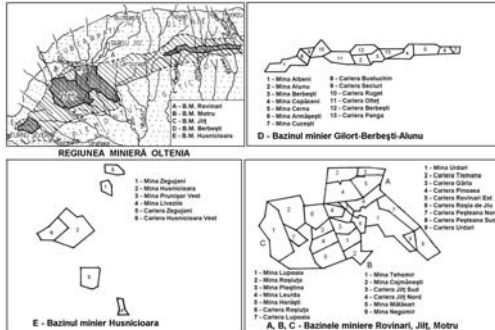 A - B.M. Rovinari
B - B.M. Motru
C - B.M. Jilț
D - B.M. Berbești
E - B.M. Husnicioara
REGIUNEA MINIERĂ OLTENIA
1 - Mina Albeni
2 - Mina Alunu
3 - Mina Berbești
4 - Mina Copăceni
5 - Mina Cerna
6 - Mina Armășești
7 - Mina Cucești
8 - Cariera Bustuchin
9 - Cariera Seciuri
10 - Cariera Ruget
11 - Cariera Olteț
12 - Cariera Berbești
13 - Cariera Panga
D - Bazinul minier Gilort-Berbești-Alunu
1 - Mina Zegujani
2 - Mina Husnicioara
3 - Mina Prunișor Vest
4 - Mina Livezile
5 - Cariera Zegujani
6 - Cariera Husnicioara Vest
E - Bazinul minier Husnicioara
1 - Mina Urdari
2 - Cariera Tismana
3 - Cariera Gârla
4 - Cariera Pinoasa
5 - Cariera Rovinari Est
6 - Cariera Roșia de Jiu
7 - Cariera Peșteana Nord
8 - Cariera Peșteana Sud
9 - Cariera Urdari
A
C
B
1 - Mina Lupoaia
2 - Mina Roșiuța
3 - Mina Ploștina
4 - Mina Leurda
5 - Mina Horăști
6 - Cariera Roșiuța
7 - Cariera Lupoaia
1 - Mina Tehomir
2 - Mina Cojmănești
3 - Cariera Jilț Sud
4 - Cariera Jilț Nord
5 - Mina Mătăsari
6 - Mina Negomir
A, B, C - Bazinele miniere Rovinari, Jilț, Motru